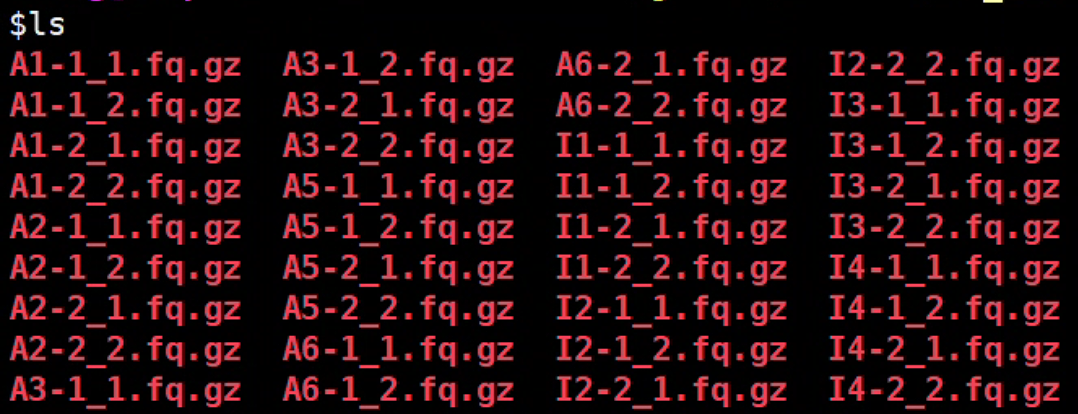 $ls
A1-1_1.fq.gz  A3-1_2.fq.gz  A6-2_1.fq.gz  I2-2_2.fq.gz
A1-1_2.fq.gz  A3-2_1.fq.gz  A6-2_2.fq.gz  I3-1_1.fq.gz
A1-2_1.fq.gz  A3-2_2.fq.gz  I1-1_1.fq.gz  I3-1_2.fq.gz
A1-2_2.fq.gz  A5-1_1.fq.gz  I1-1_2.fq.gz  I3-2_1.fq.gz
A2-1_1.fq.gz  A5-1_2.fq.gz  I1-2_1.fq.gz  I3-2_2.fq.gz
A2-1_2.fq.gz  A5-2_1.fq.gz  I1-2_2.fq.gz  I4-1_1.fq.gz
A2-2_1.fq.gz  A5-2_2.fq.gz  I2-1_1.fq.gz  I4-1_2.fq.gz
A2-2_2.fq.gz  A6-1_1.fq.gz  I2-1_2.fq.gz  I4-2_1.fq.gz
A3-1_1.fq.gz  A6-1_2.fq.gz  I2-2_1.fq.gz  I4-2_2.fq.gz